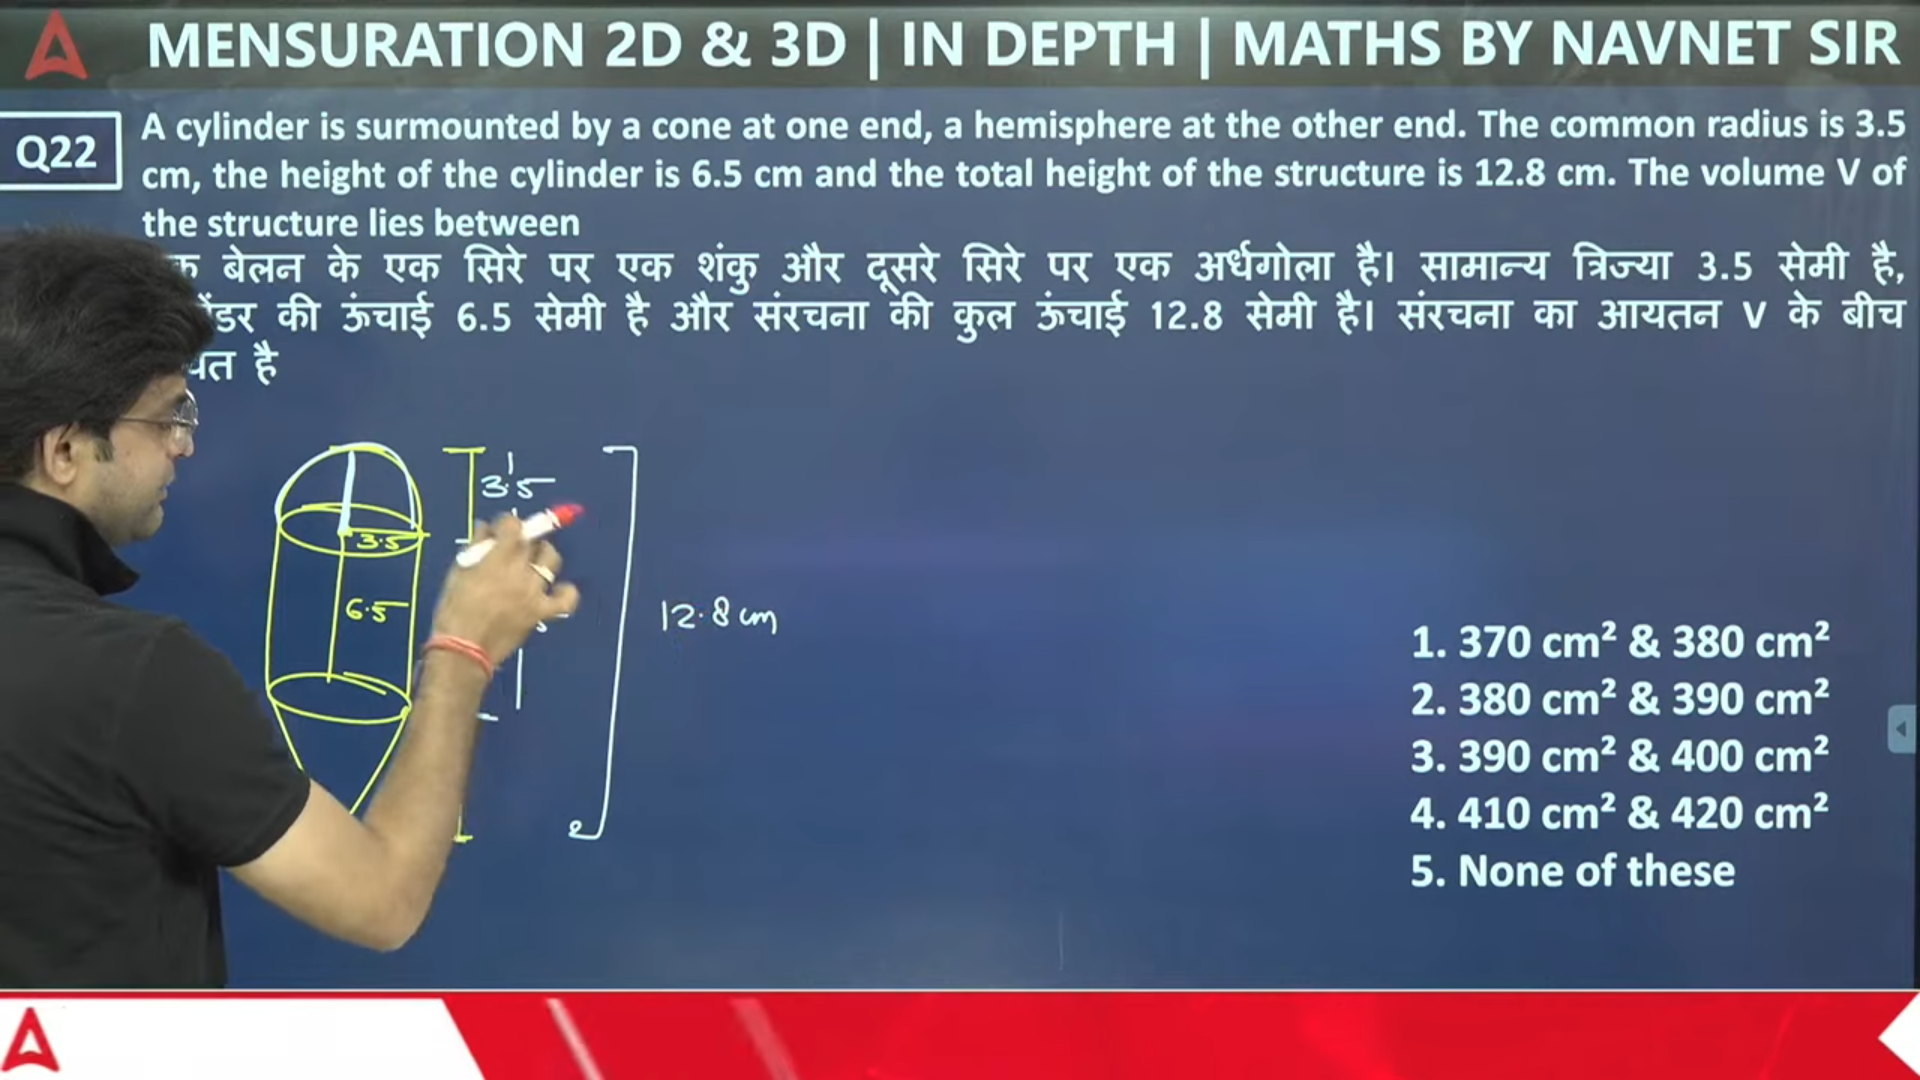 MENSURATION 2D & 3D | IN DEPTH | MATHS BY NAVNET SIR
Q22
A cylinder is surmounted by a cone at one end, a hemisphere at the other end. The common radius is 3.5
cm, the height of the cylinder is 6.5 cm and the total height of the structure is 12.8 cm. The volume V of
the structure lies between
बेलन के एक सिरे पर एक शंकु और दूसरे सिरे पर एक अर्धगोला है। सामान्य त्रिज्या 3.5 सेमी है,
की ऊंचाई 6.5 सेमी है और संरचना की कुल ऊंचाई 12.8 सेमी है। संरचना का आयतन V के बीच
है
3.5
3.5
6.5
12.8 cm
1. 370 cm² & 380 cm²
2. 380 cm² & 390 cm²
3. 390 cm² & 400 cm²
4. 410 cm² & 420 cm²
5. None of these